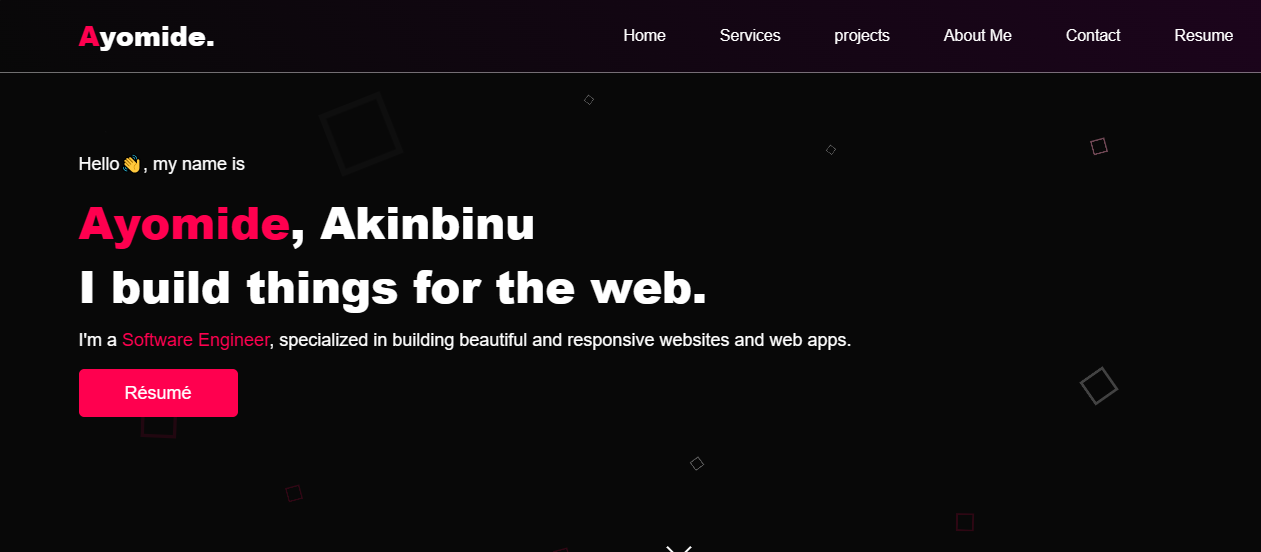 Ayomide.
Home Services projects About Me Contact Resume
Hello👋, my name is
Ayomide, Akinbinu
I build things for the web.
I'm a Software Engineer, specialized in building beautiful and responsive websites and web apps.
Résumé